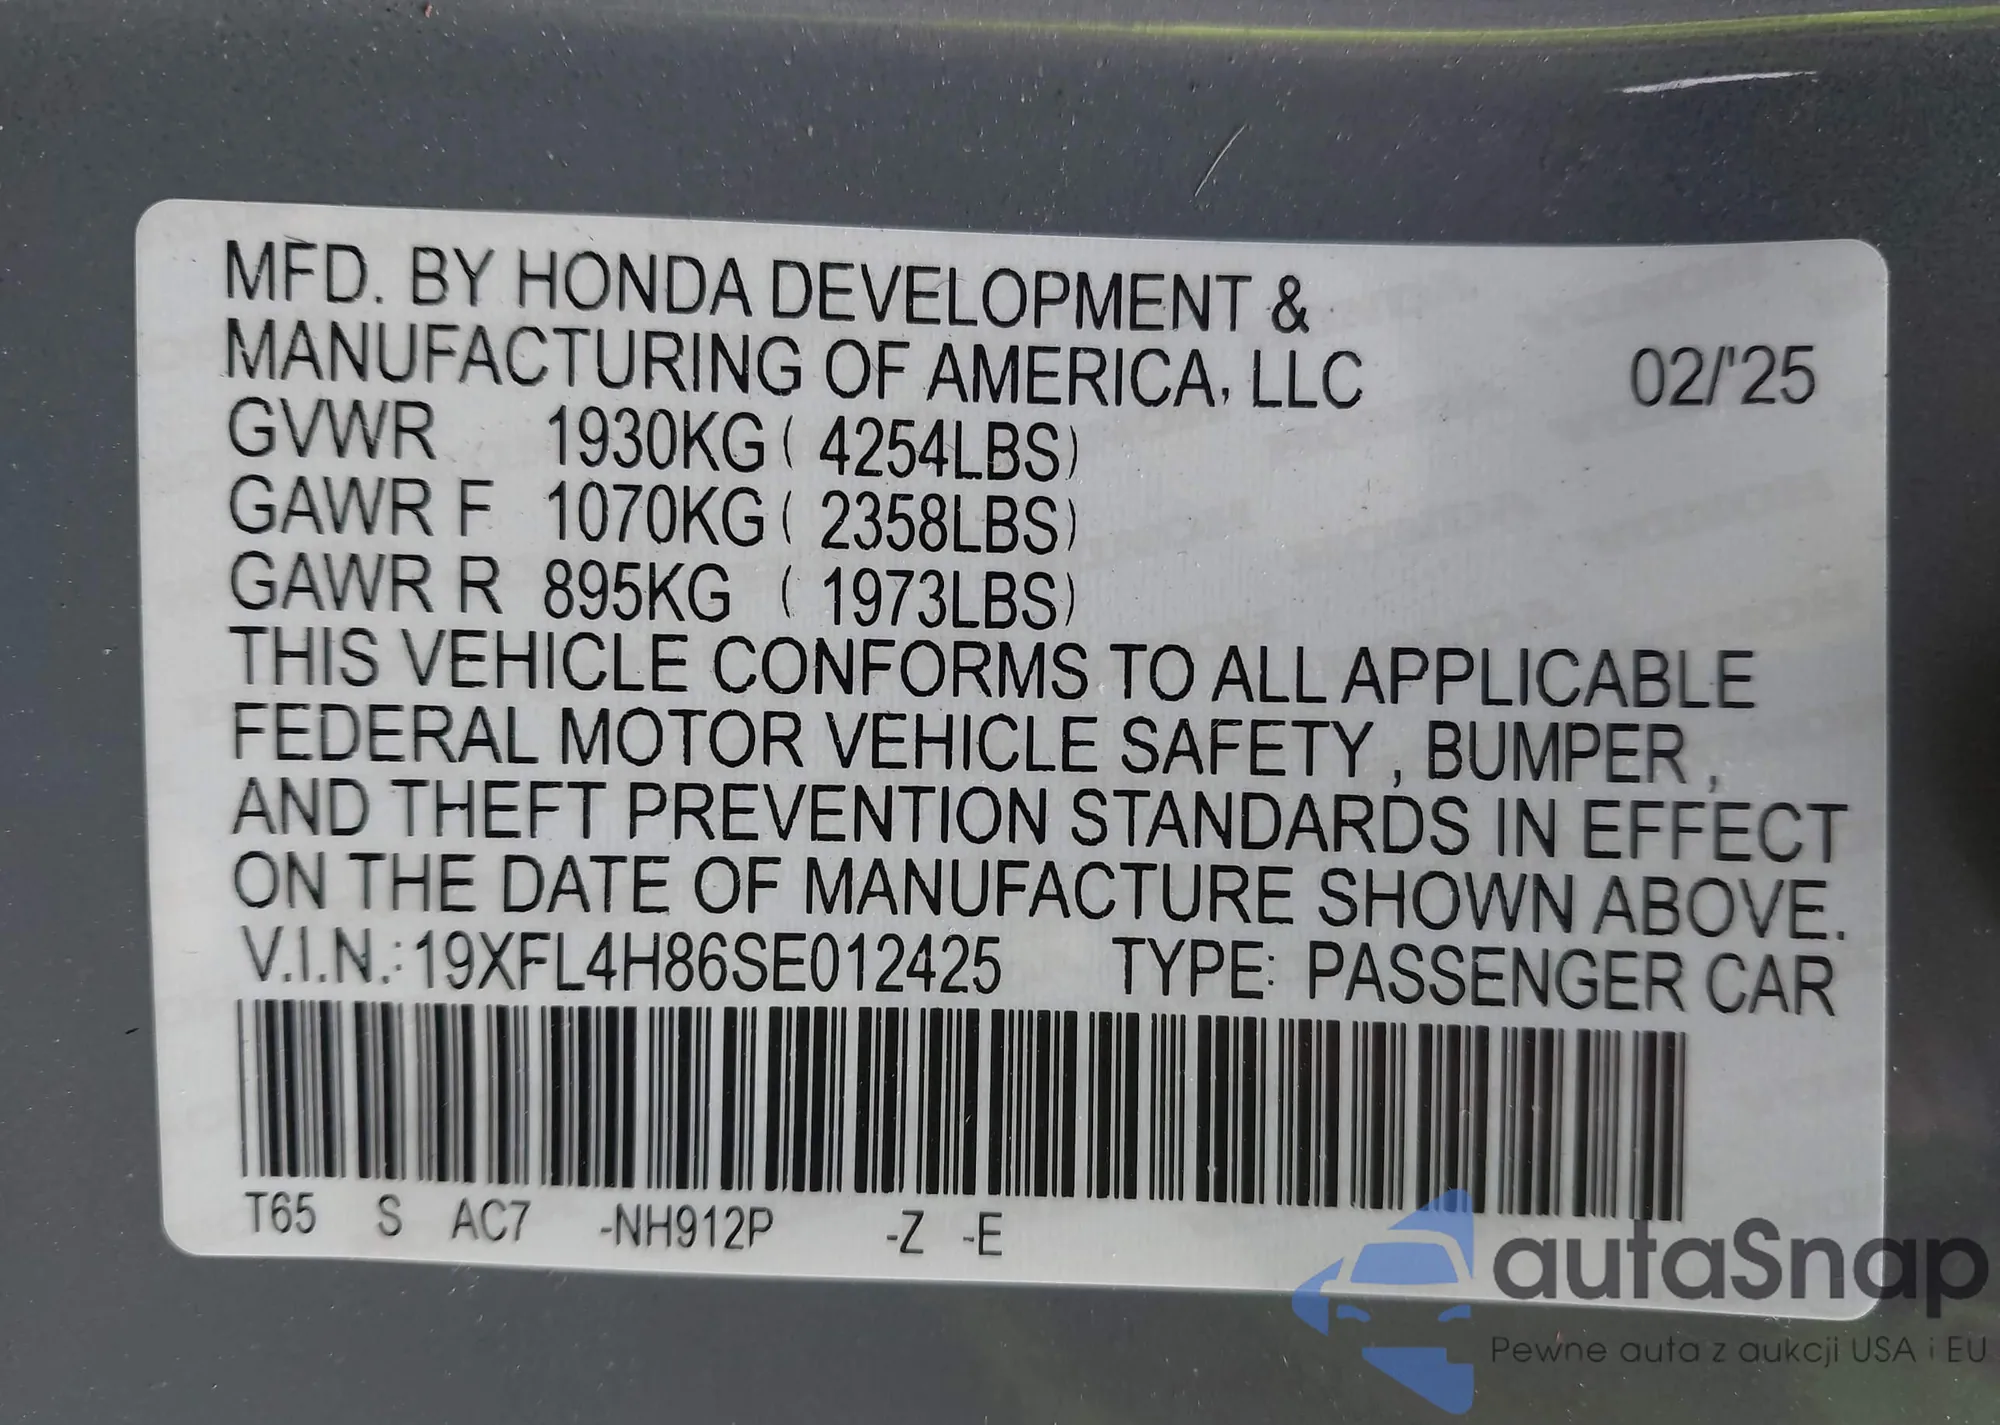 MFD. BY HONDA DEVELOPMENT &
MANUFACTURING OF AMERICA, LLC 02/'25
GVWR 1930KG ( 4254LBS)
GAWR F 1070KG ( 2358LBS)
GAWR R 895KG ( 1973LBS)
THIS VEHICLE CONFORMS TO ALL APPLICABLE
FEDERAL MOTOR VEHICLE SAFETY , BUMPER ,
AND THEFT PREVENTION STANDARDS IN EFFECT
ON THE DATE OF MANUFACTURE SHOWN ABOVE.
V.I.N.: 19XFL4H86SE012425 TYPE: PASSENGER CAR
T65 S AC7 -NH912P -Z -E
autaSnap
Pewne auta z aukcji USA i EU